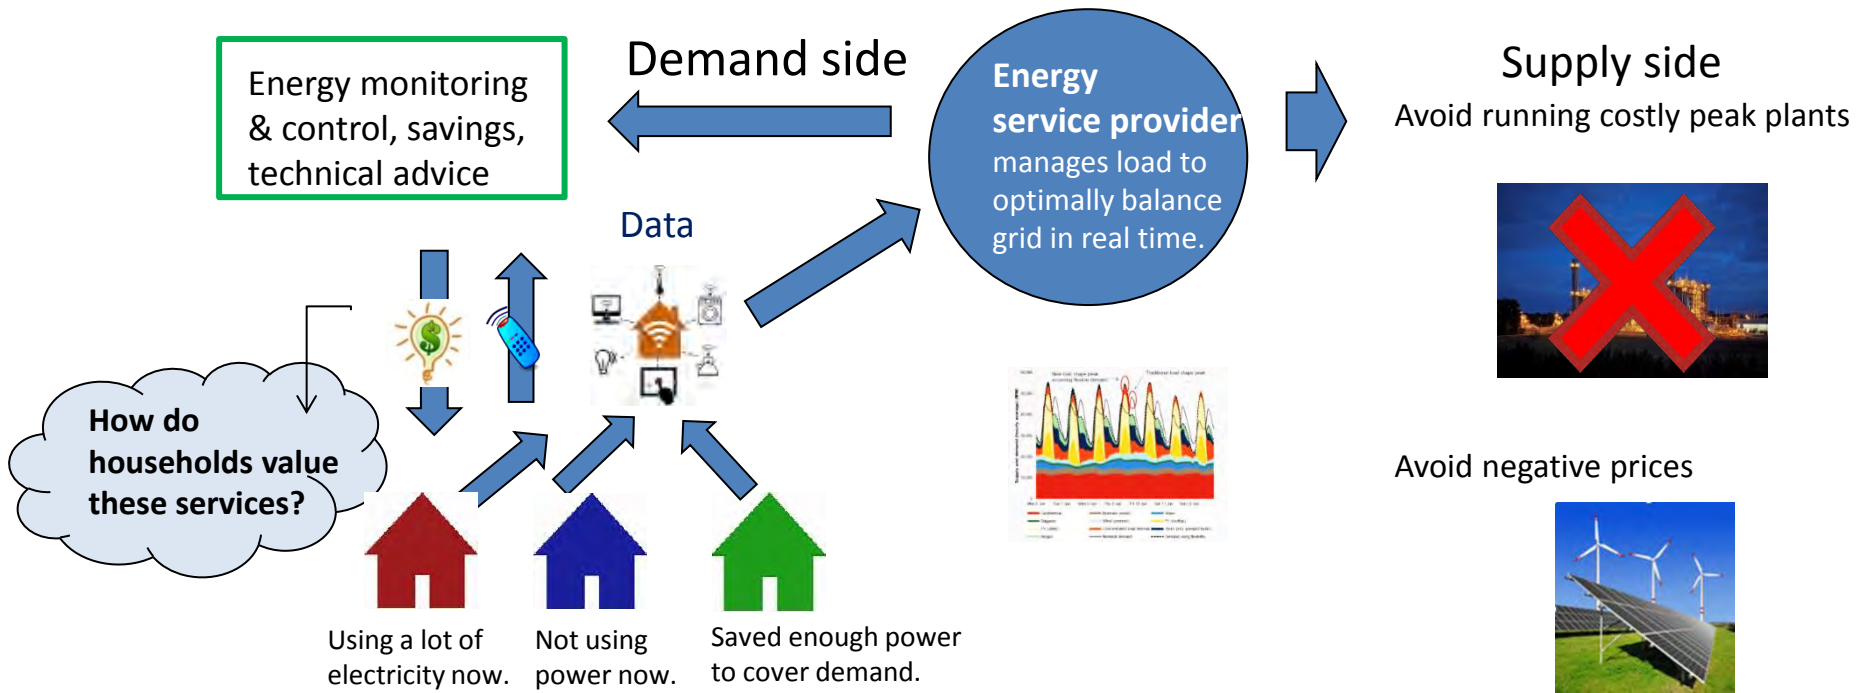 Energy monitoring
& control, savings,
technical advice
Demand side
Energy
service provider
manages load to
optimally balance
grid in real time.
Supply side
Avoid running costly peak plants
Data
How do
households value
these services?
Avoid negative prices
Using a lot of
electricity now.
Not using
power now.
Saved enough power
to cover demand.